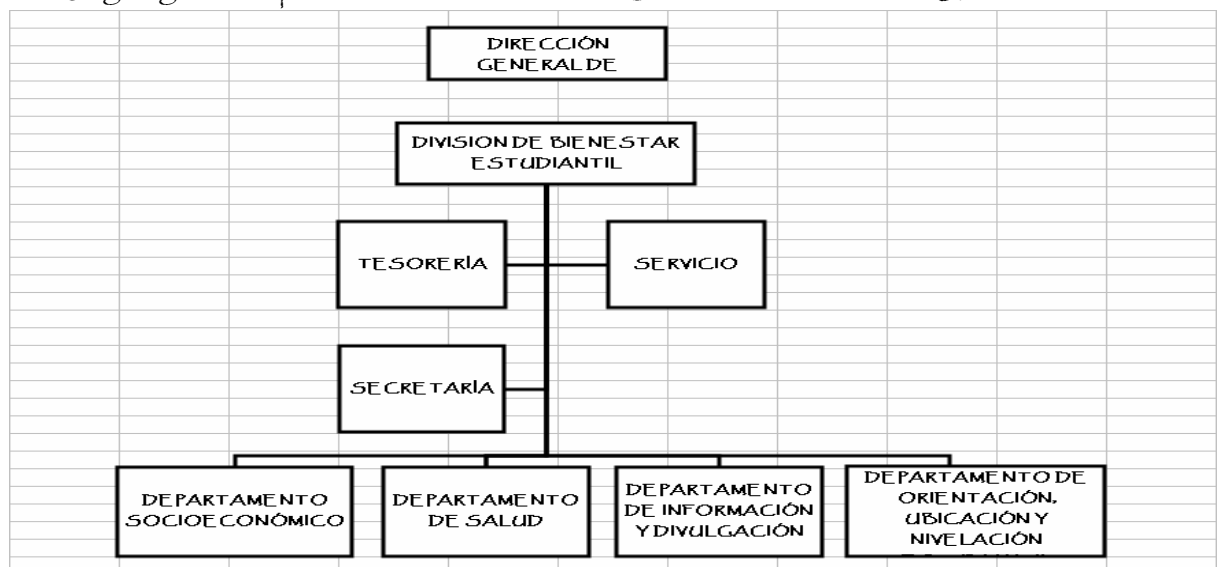 DIRECCIÓN
GENERAL DE
DIVISION DE BIENESTAR
ESTUDIANTIL
TESORERÍA
SERVICIO
SECRETARÍA
DEPARTAMENTO
SOCIOECONÓMICO
DEPARTAMENTO
DE SALUD
DEPARTAMENTO
DE INFORMACIÓN
Y DIVULGACIÓN
DEPARTAMENTO DE
ORIENTACIÓN,
UBICACIÓN Y
NIVELACIÓN